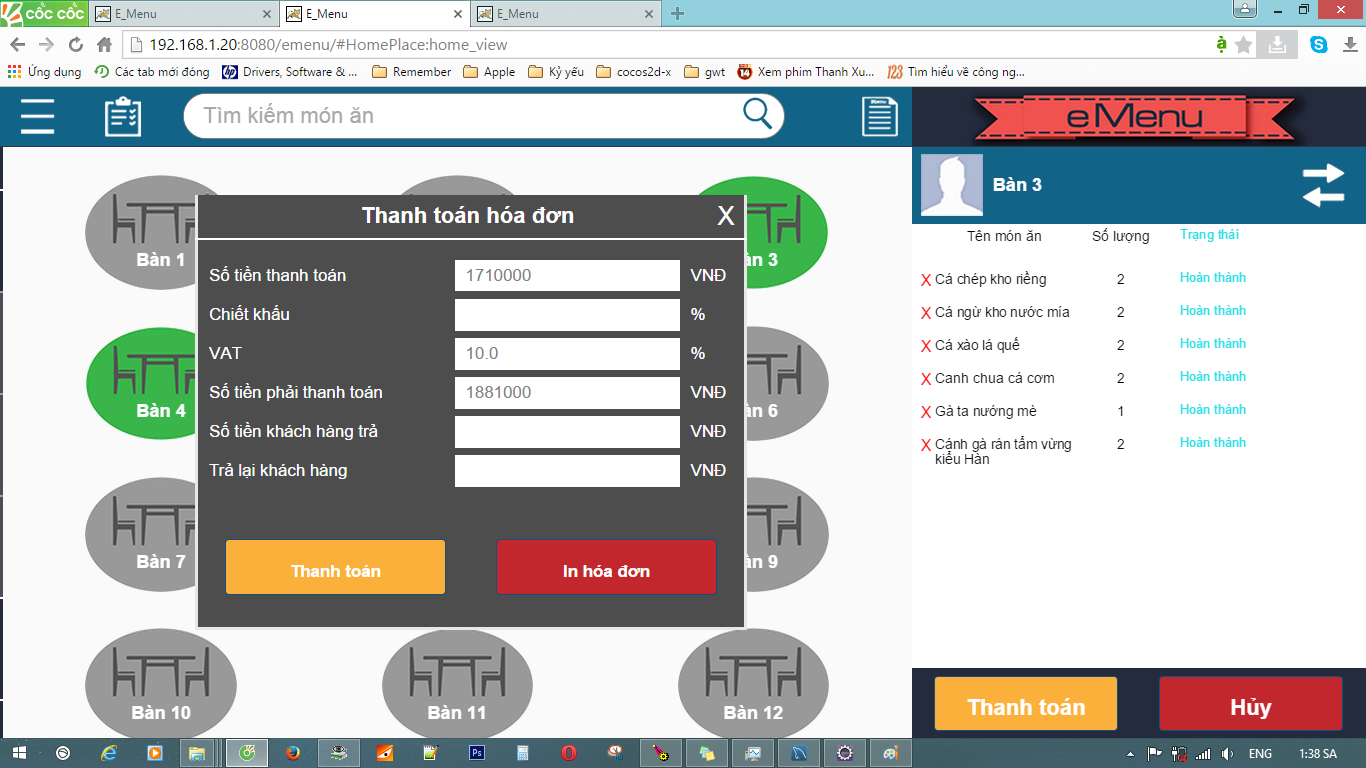 CỐC CỐC
E_Menu
E_Menu
E_Menu
192.168.1.20:8080/emenu/#HomePlace:home_view
Ứng dụng
Các tab mới đóng
Drivers, Software & ...
Remember
Apple
Kỷ yếu
cocos2d-x
gwt
Xem phim Thanh Xu...
Tìm hiểu về công ng...
Tìm kiếm món ăn
Menu
eMenu
Bàn 3
Tên món ăn Số lượng Trạng thái
X Cá chép kho riềng 2 Hoàn thành
X Cá ngừ kho nước mía 2 Hoàn thành
X Cá xào lá quế 2 Hoàn thành
X Canh chua cá cơm 2 Hoàn thành
X Gà ta nướng mè 1 Hoàn thành
X Cánh gà rán tẩm vừng 2 Hoàn thành
kiểu Hàn
Thanh toán Hủy
Thanh toán hóa đơn X
Số tiền thanh toán 1710000 VNĐ
Chiết khấu %
VAT 10.0 %
Số tiền phải thanh toán 1881000 VNĐ
Số tiền khách hàng trả VNĐ
Trả lại khách hàng VNĐ
Thanh toán In hóa đơn
Bàn 1
àn 3
Bàn 4
àn 6
Bàn 7
àn 9
Bàn 10
Bàn 11
Bàn 12
ENG
1:38 SA